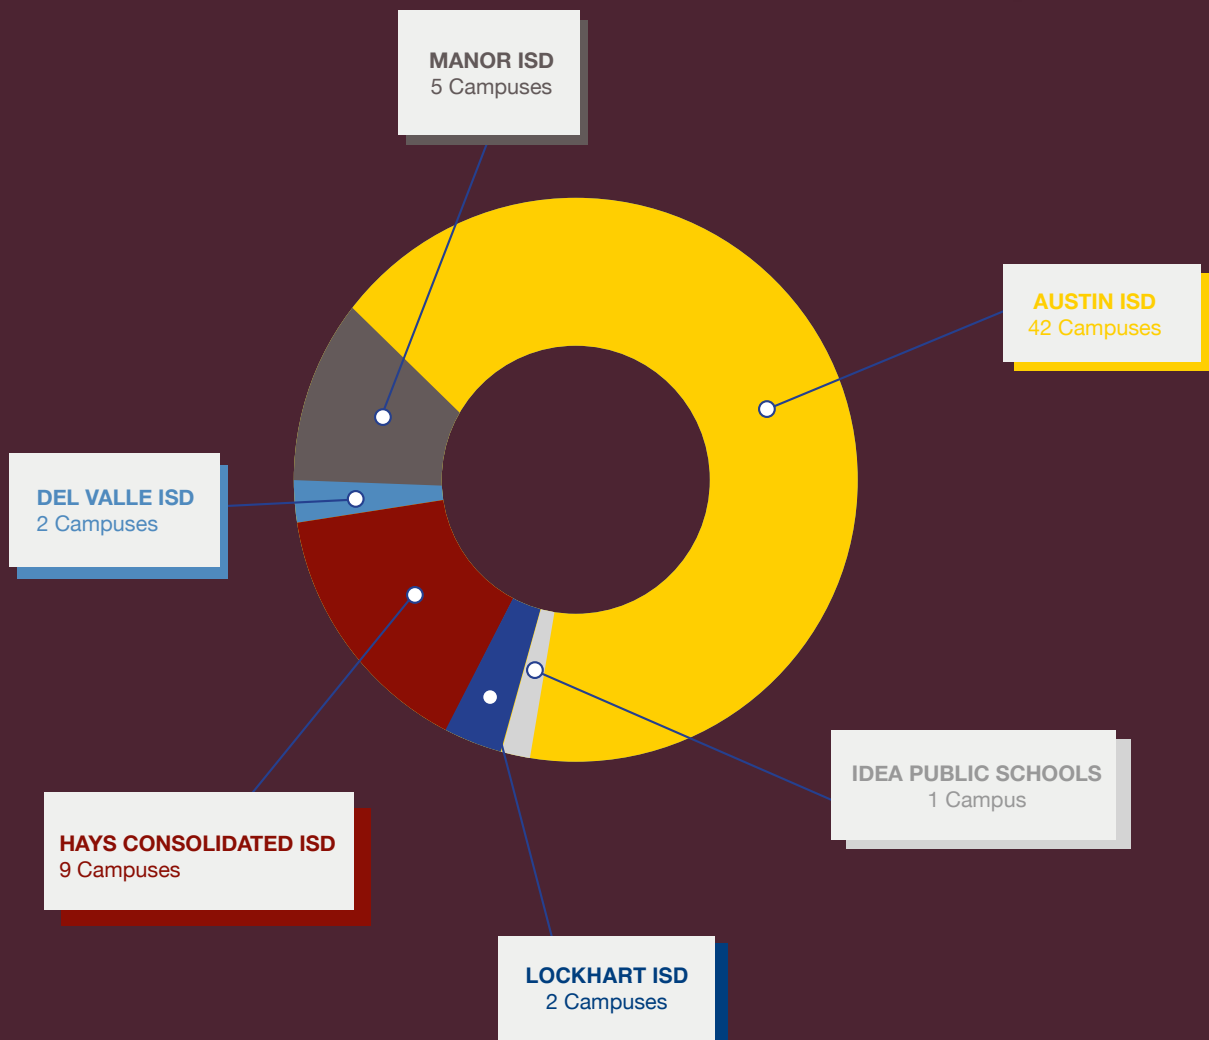 MANOR ISD
5 Campuses
AUSTIN ISD
42 Campuses
DEL VALLE ISD
2 Campuses
IDEA PUBLIC SCHOOLS
1 Campus
HAYS CONSOLIDATED ISD
9 Campuses
LOCKHART ISD
2 Campuses